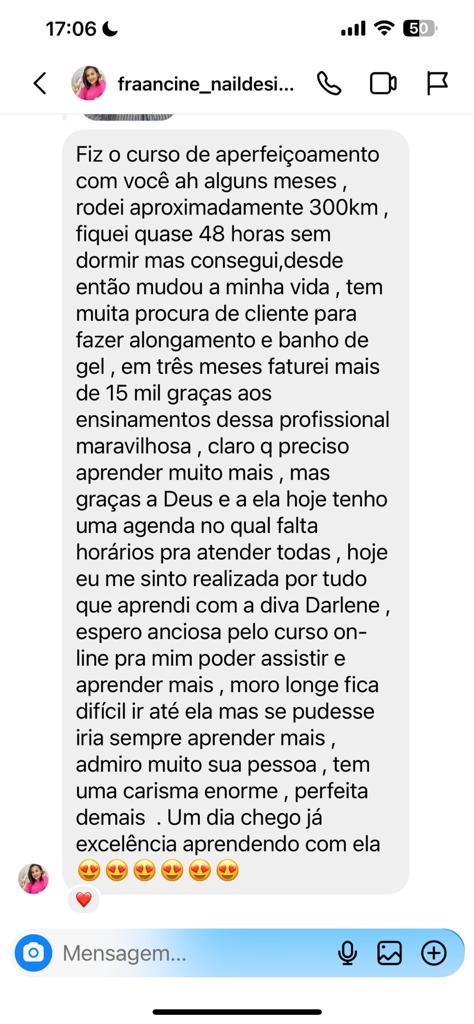 17:06
50
fraancine_naildesi...
Fiz o curso de aperfeiçoamento
com você ah alguns meses ,
rodei aproximadamente 300km ,
fiquei quase 48 horas sem
dormir mas consegui,desde
então mudou a minha vida , tem
muita procura de cliente para
fazer alongamento e banho de
gel , em três meses faturei mais
de 15 mil graças aos
ensinamentos dessa profissional
maravilhosa , claro q preciso
aprender muito mais , mas
graças a Deus e a ela hoje tenho
uma agenda no qual falta
horários pra atender todas , hoje
eu me sinto realizada por tudo
que aprendi com a diva Darlene ,
espero anciosa pelo curso on-
line pra mim poder assistir e
aprender mais , moro longe fica
difícil ir até ela mas se pudesse
iria sempre aprender mais ,
admiro muito sua pessoa , tem
uma carisma enorme , perfeita
demais  . Um dia chego já
excelência aprendendo com ela
😍😍😍😍😍😍
❤️
Mensagem...